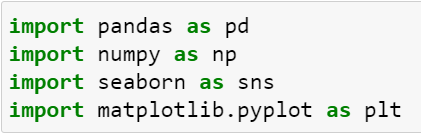 import pandas as pd
import numpy as np
import seaborn as sns
import matplotlib.pyplot as plt